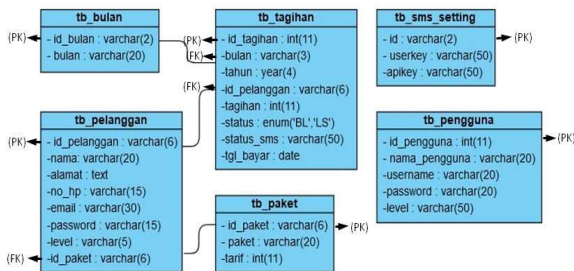 tb_bulan
(PK)
- id_bulan : varchar(2)
- bulan : varchar(20)
tb_tagihan
(PK)
- id_tagihan : int(11)
(FK)
-bulan : varchar(3)
-tahun : year(4)
(FK)
-id_pelanggan : varchar(6)
-tagihan : int(11)
-status : enum('BL','LS')
-status_sms : varchar(50)
-tgl_bayar : date
tb_sms_setting
- id : varchar(2)
(PK)
- userkey : varchar(50)
-apikey : varchar(50)
tb_pelanggan
(PK)
- id_pelanggan : varchar(6)
-nama: varchar(20)
-alamat : text
-no_hp : varchar(15)
-email : varchar(30)
-password : varchar(15)
-level : varchar(5)
(FK)
-id_paket : varchar(6)
tb_paket
- id_paket : varchar(6)
(PK)
- paket : varchar(20)
-tarif : int(11)
tb_pengguna
- id_pengguna : int(11)
(PK)
- nama_pengguna : varchar(20)
-username : varchar(20)
-password : varchar(20)
-level : varchar(50)